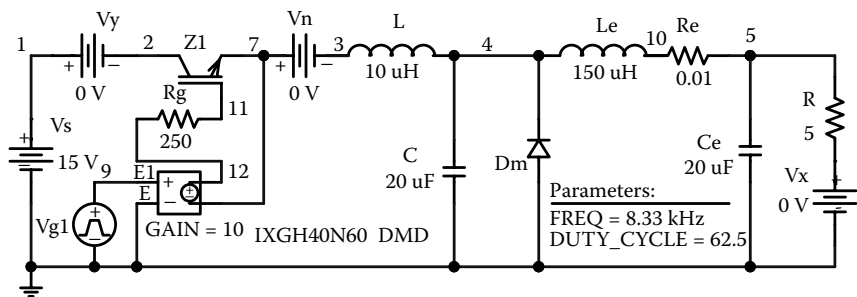 Vy
Z1
Vn
L
Le
Re
1
2
7
3
4
10
5
+
−
+
−
0 V
0 V
10 uH
150 uH
0.01
Rg
11
R
5
250
Vs
+
−
15 V
C
20 uF
Dm
Ce
20 uF
12
9
E1
E
+
−
±
Vx
+
−
0 V
Parameters:
Vg1
+
−
GAIN = 10
IXGH40N60 DMD
FREQ = 8.33 kHz
DUTY_CYCLE = 62.5